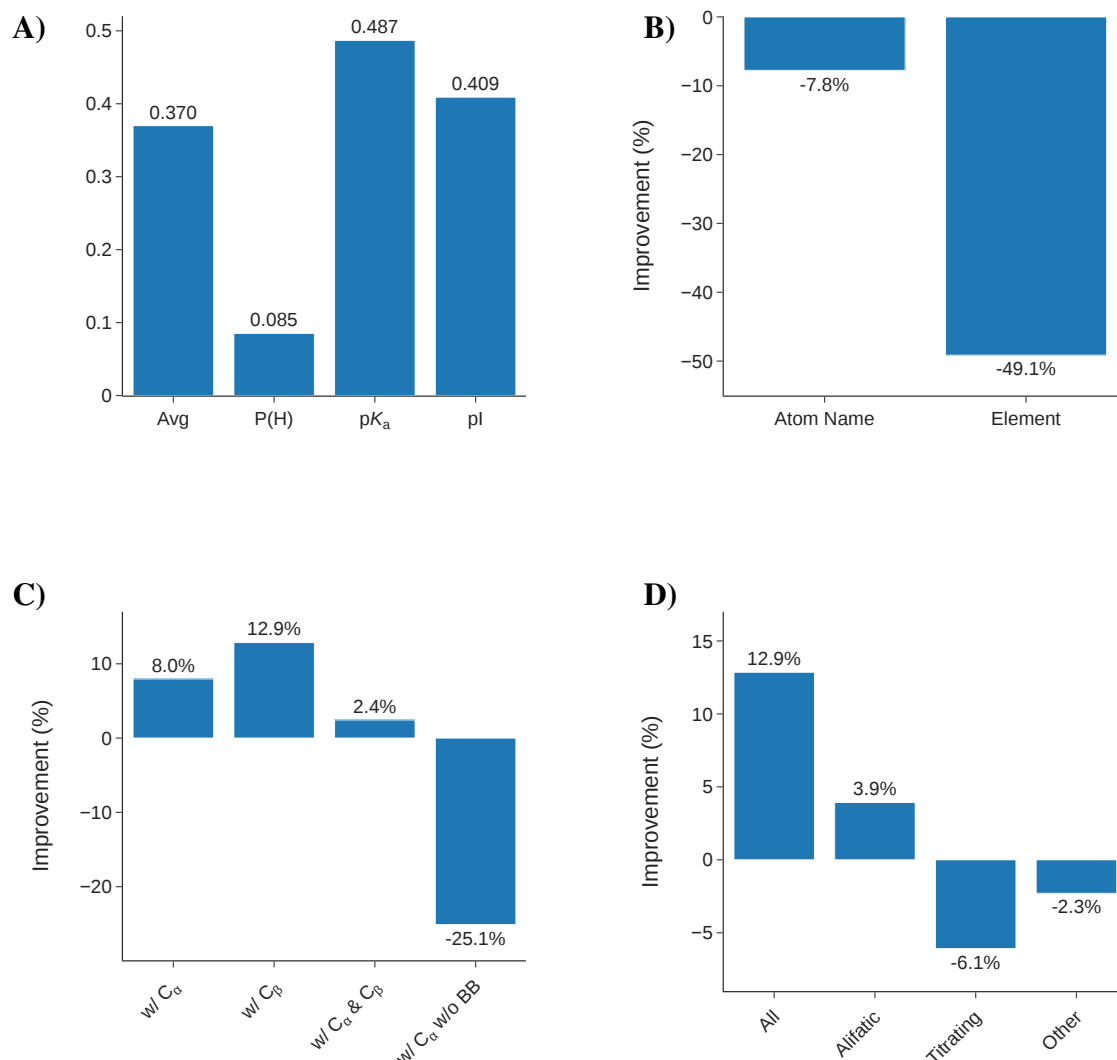 A)
0.5
0.4
0.3
0.2
0.1
0
0.370
0.085
0.487
0.409
Avg
P(H)
pKₐ
pI
B)
Improvement (%)
0
−10
−20
−30
−40
−50
-7.8%
-49.1%
Atom Name
Element
C)
Improvement (%)
10
0
−10
−20
8.0%
12.9%
2.4%
-25.1%
w/ Cα
w/ Cβ
w/ Cα & Cβ
w/ Cα w/o BB
D)
Improvement (%)
15
10
5
0
−5
12.9%
3.9%
-6.1%
-2.3%
All
Alifatic
Titrating
Other